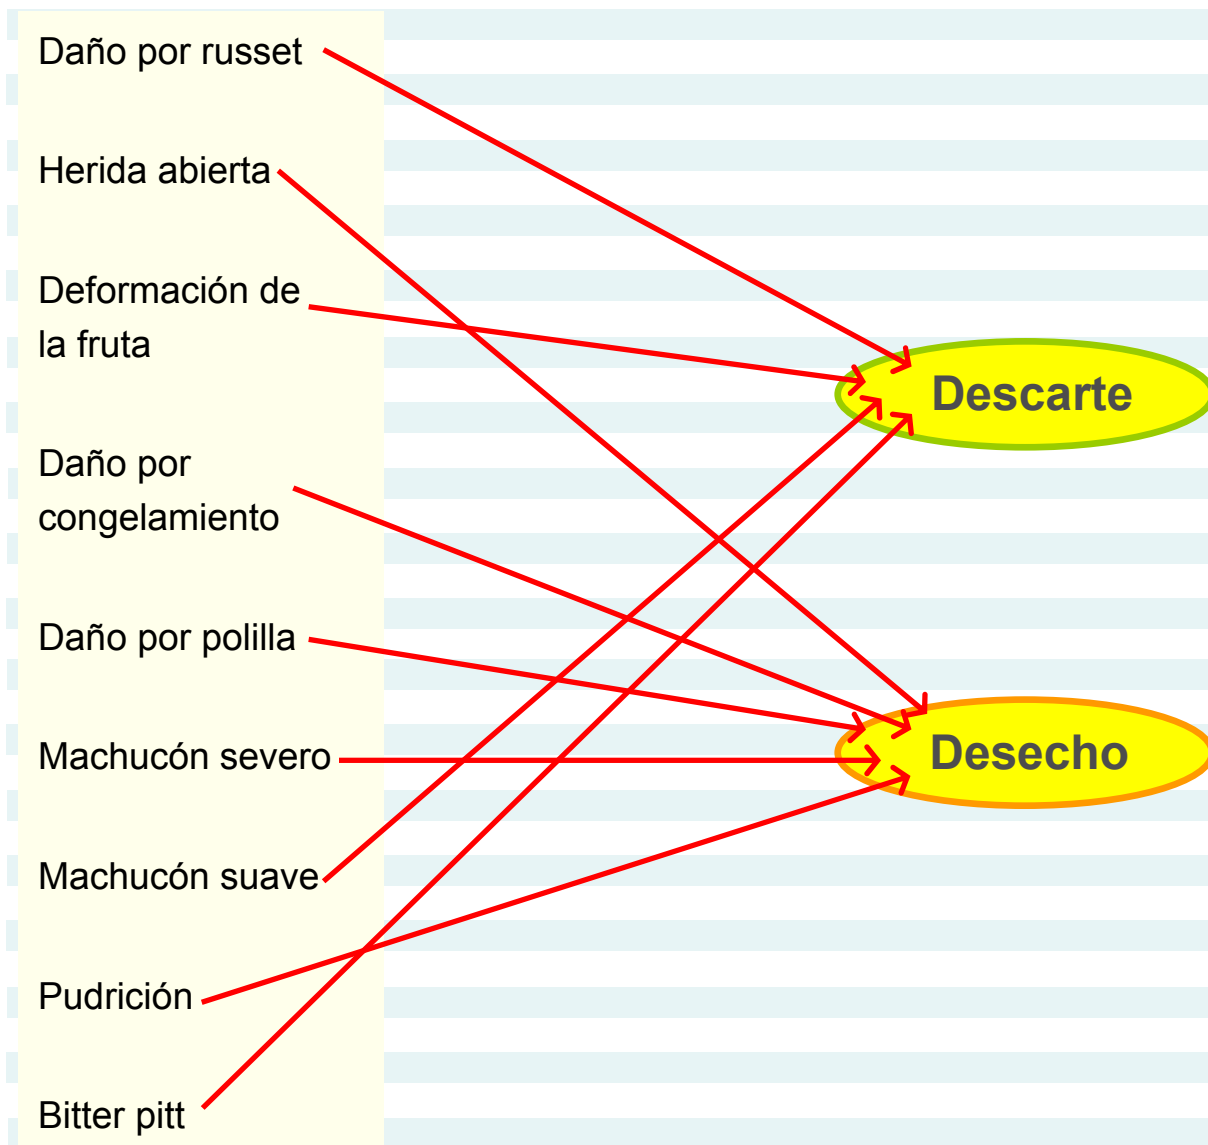 Daño por russet
Herida abierta
Deformación de
la fruta
Descarte
Daño por
congelamiento
Daño por polilla
Machucón severo
Desecho
Machucón suave
Pudrición
Bitter pitt